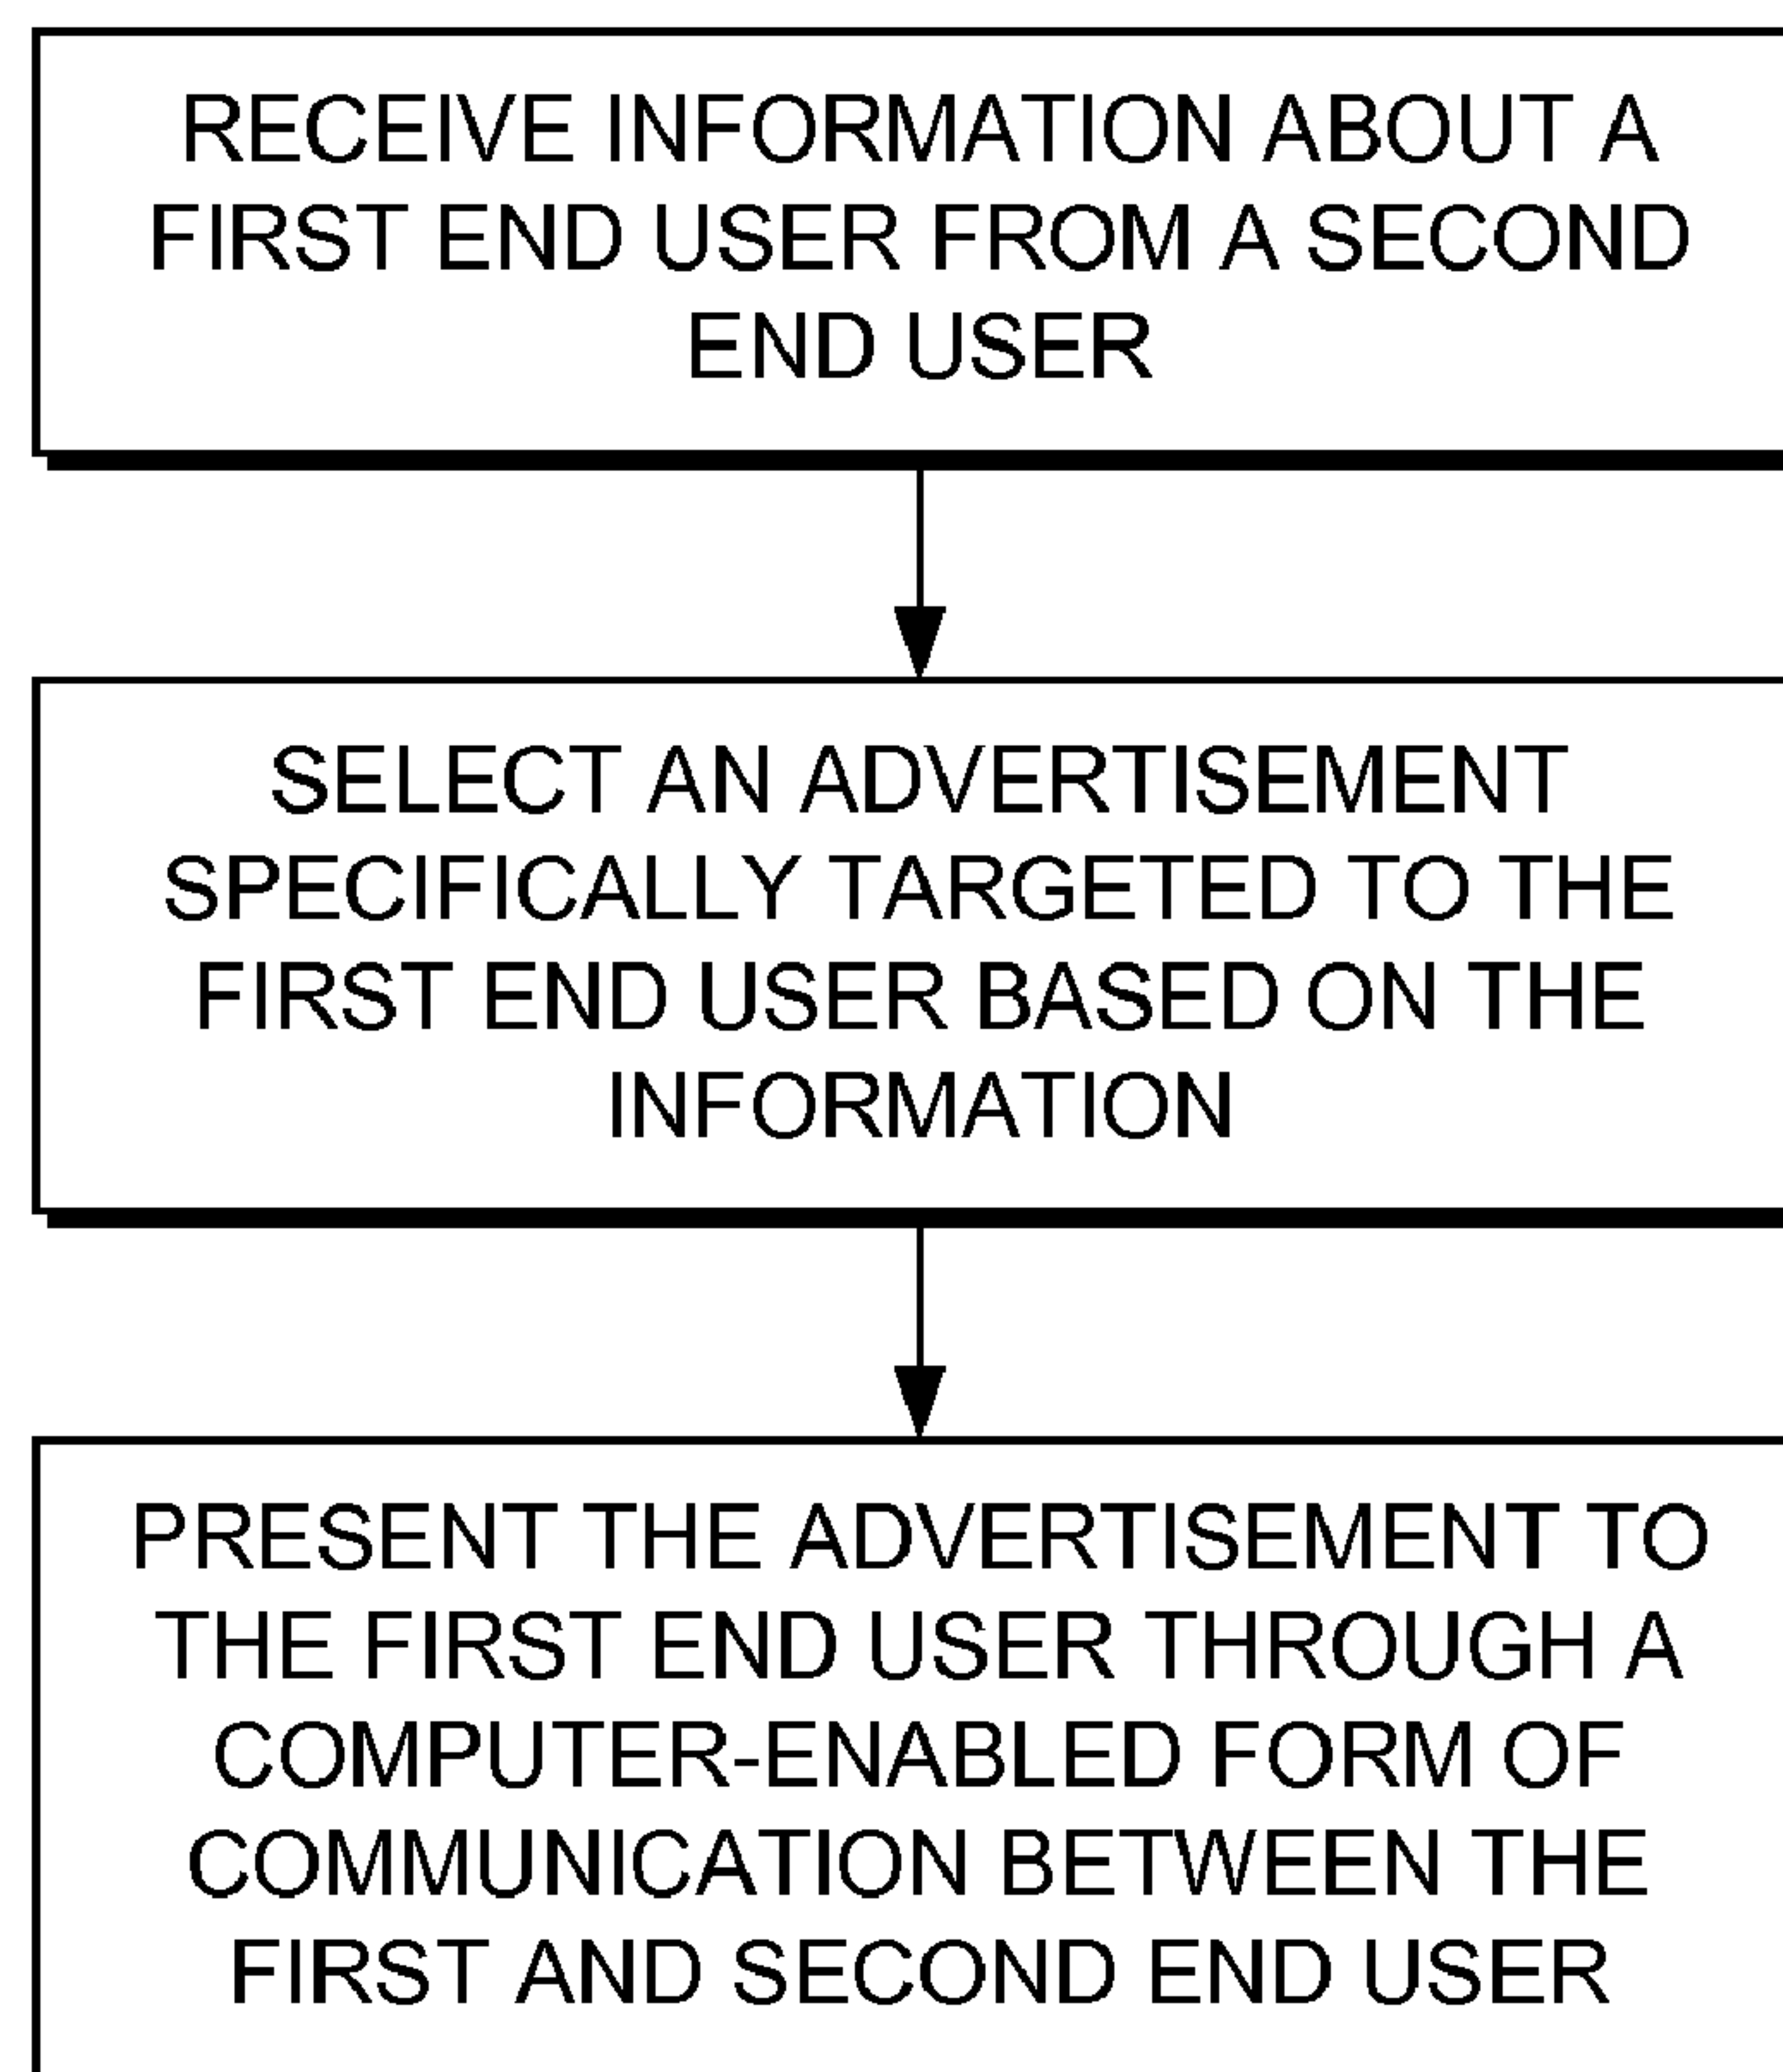 RECEIVE INFORMATION ABOUT A
FIRST END USER FROM A SECOND
END USER
SELECT AN ADVERTISEMENT
SPECIFICALLY TARGETED TO THE
FIRST END USER BASED ON THE
INFORMATION
PRESENT THE ADVERTISEMENT TO
THE FIRST END USER THROUGH A
COMPUTER-ENABLED FORM OF
COMMUNICATION BETWEEN THE
FIRST AND SECOND END USER